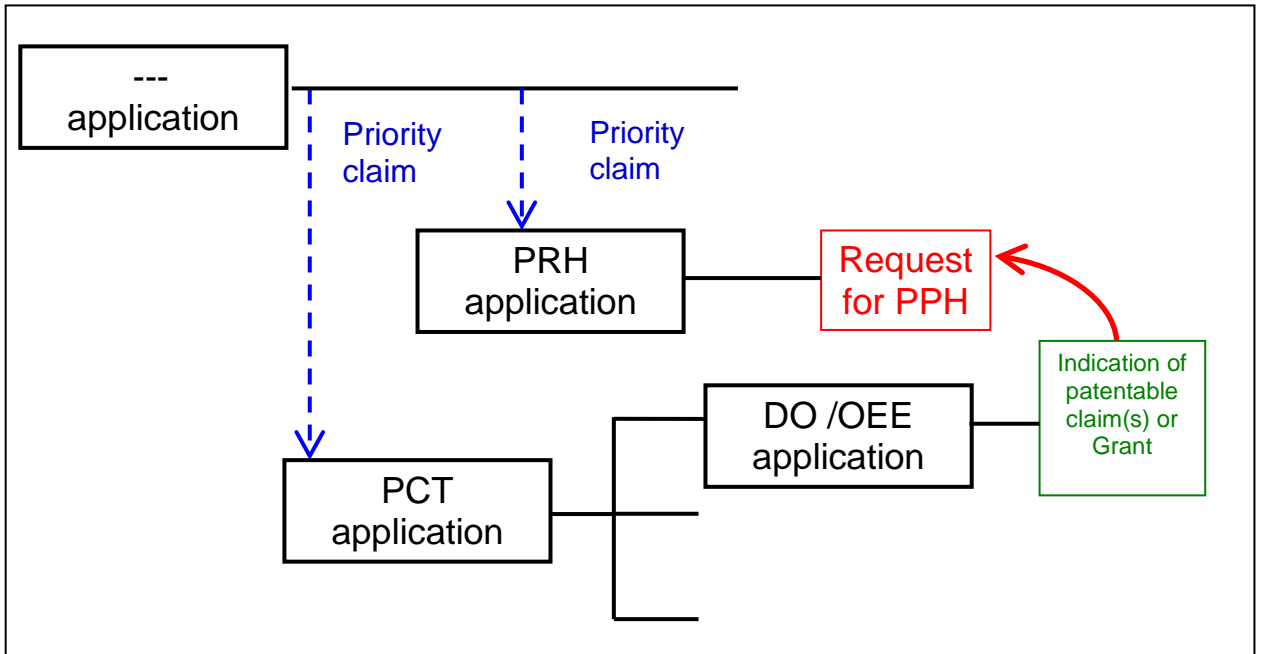 ---
application
Priority
claim
Priority
claim
PRH
application
Request
for PPH
Indication of
patentable
claim(s) or
Grant
DO /OEE
application
PCT
application